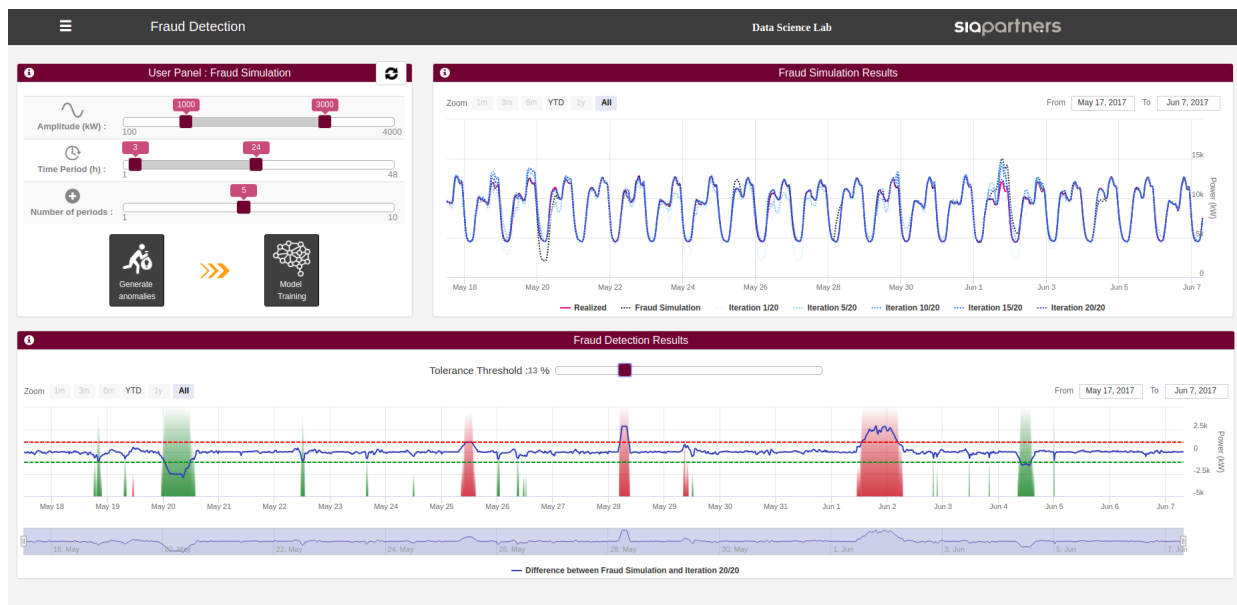 Fraud Detection
Data Science Lab
siapartners
User Panel : Fraud Simulation
1000 3000
Amplitude (kW) :
100 4000
3 24
Time Period (h) :
1 48
5
Number of periods :
1 10
Generate
anomalies
Model
Training
Fraud Simulation Results
Zoom 1m 3m 6m YTD 1y All
From May 17, 2017 To Jun 7, 2017
15k
10k
5k
0
Power (kW)
May 18 May 20 May 22 May 24 May 26 May 28 May 30 Jun 1 Jun 3 Jun 5 Jun 7
Realized Fraud Simulation Iteration 1/20 Iteration 5/20 Iteration 10/20 Iteration 15/20 Iteration 20/20
Fraud Detection Results
Tolerance Threshold :13 %
Zoom 1m 3m 6m YTD 1y All
From May 17, 2017 To Jun 7, 2017
2.5k
0
-2.5k
-5k
Power (kW)
May 18 May 19 May 20 May 21 May 22 May 23 May 24 May 25 May 26 May 27 May 28 May 29 May 30 May 31 Jun 1 Jun 2 Jun 3 Jun 4 Jun 5 Jun 6 Jun 7
18. May 20. May 22. May 24. May 26. May 28. May 30. May 1. Jun 3. Jun 5. Jun 7. Jun
Difference between Fraud Simulation and Iteration 20/20